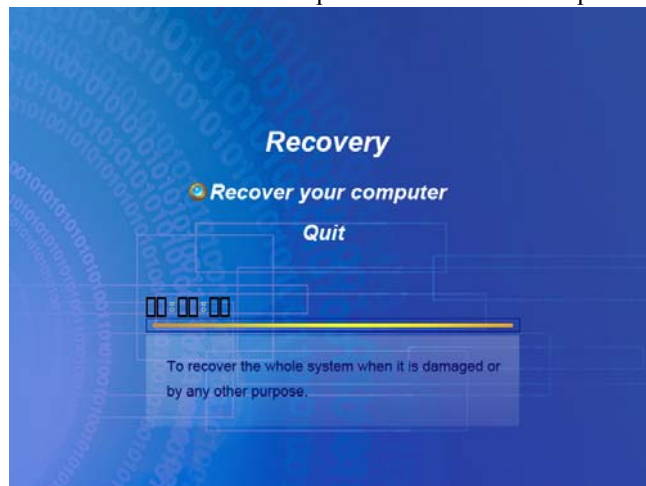 Recovery
Recover your computer
Quit
To recover the whole system when it is damaged or
by any other purpose.